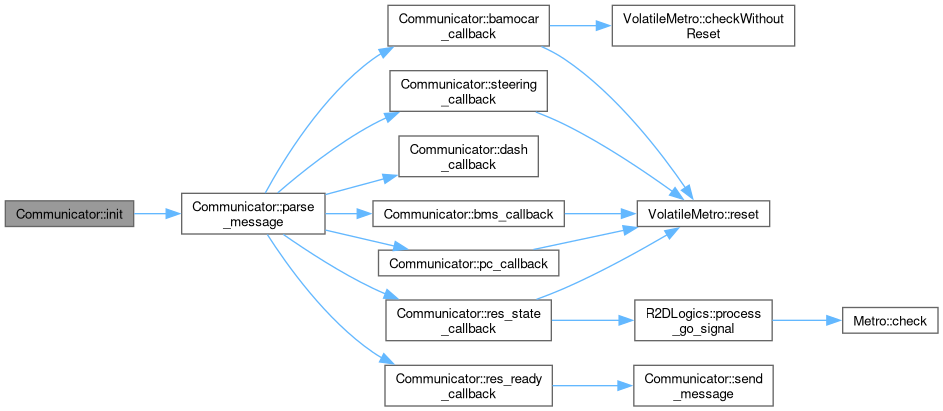 Communicator::init
Communicator::parse
_message
Communicator::bamocar
_callback
VolatileMetro::checkWithout
Reset
Communicator::steering
_callback
Communicator::dash
_callback
Communicator::bms_callback
VolatileMetro::reset
Communicator::pc_callback
Communicator::res_state
_callback
R2DLogics::process
_go_signal
Metro::check
Communicator::res_ready
_callback
Communicator::send
_message